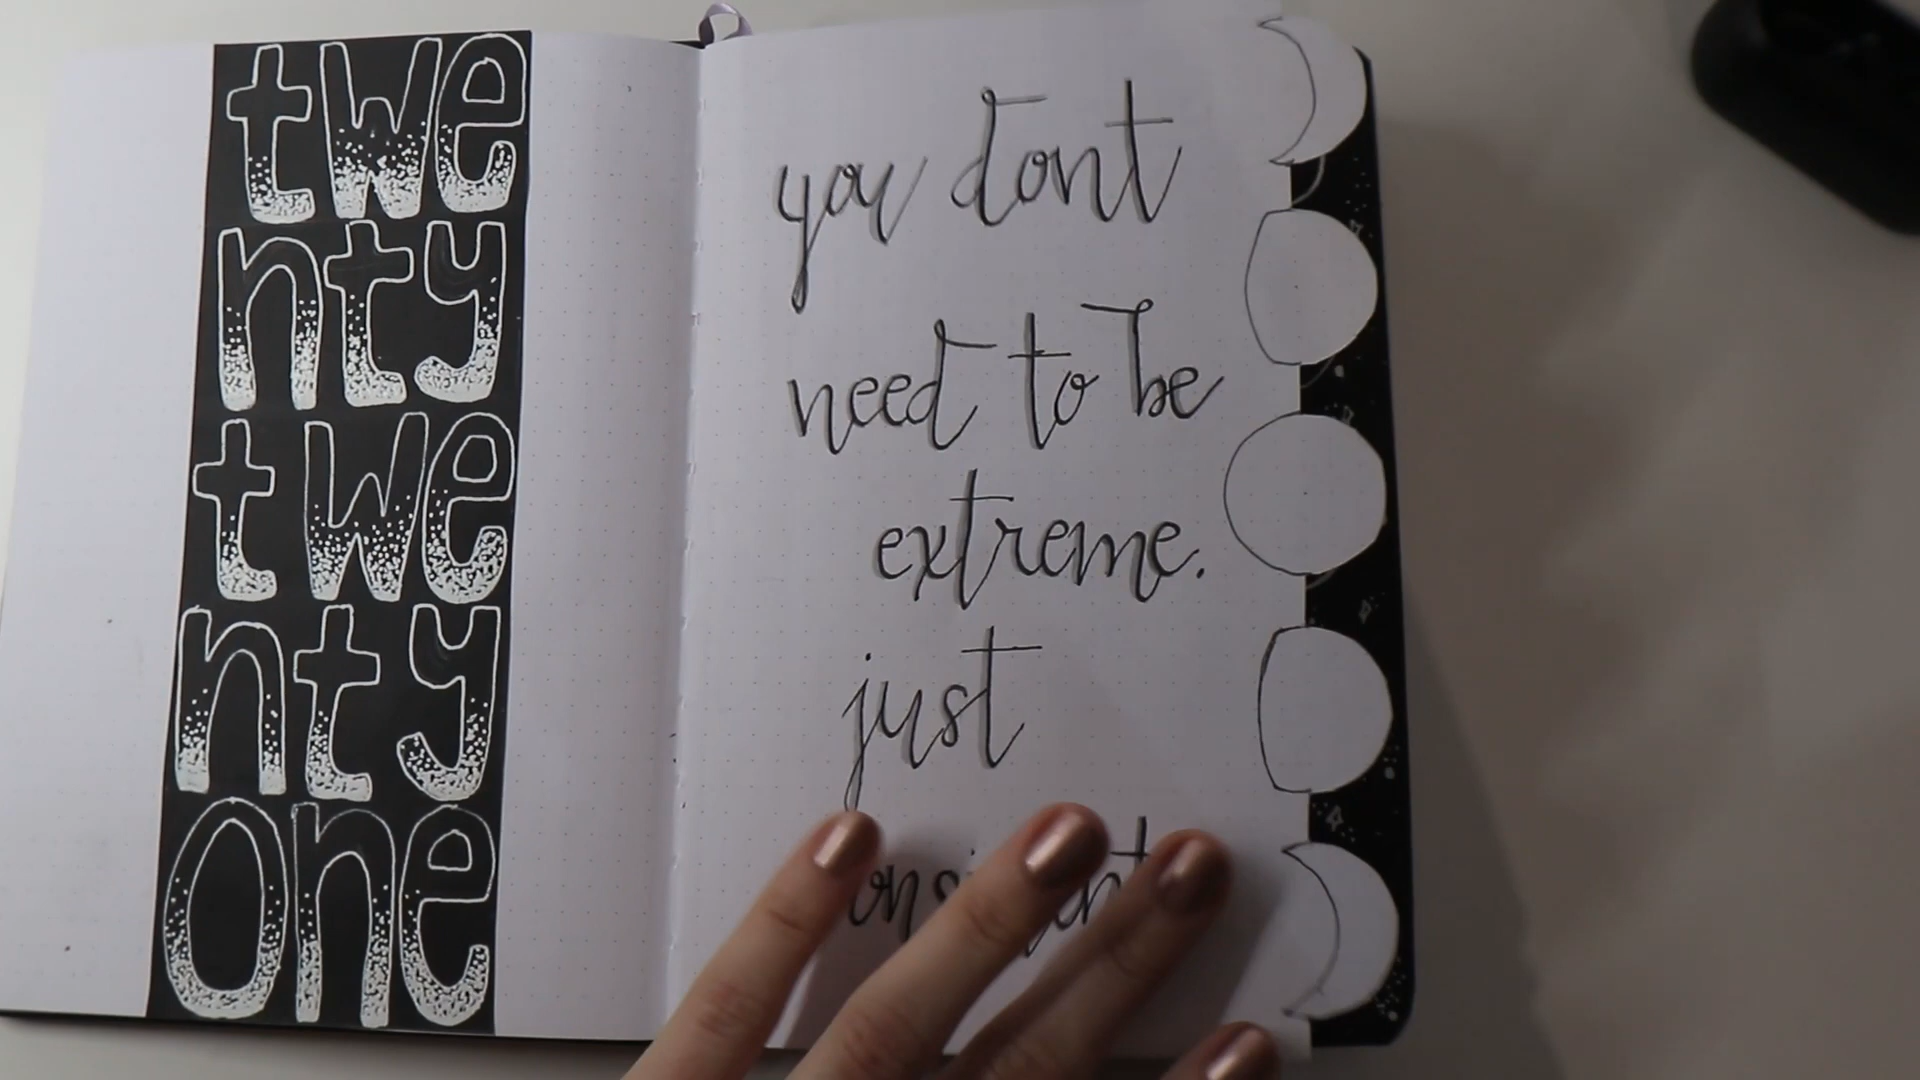 twe
nty
twe
nty
one
you dont
need to be
extreme.
just